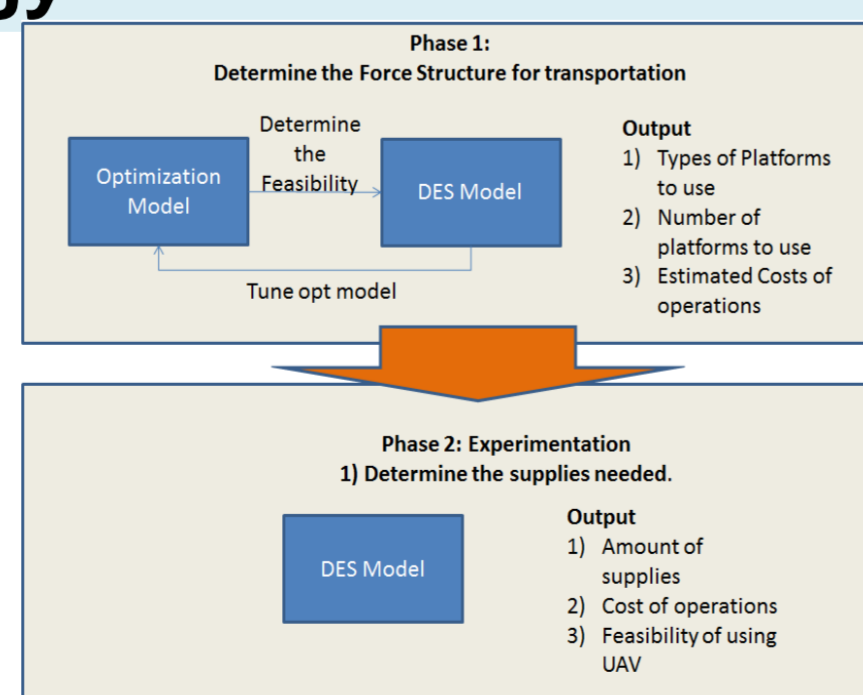 gy
Phase 1:
Determine the Force Structure for transportation
Optimization
Model
Determine
the
Feasibility
DES Model
Tune opt model
Output
1) Types of Platforms
to use
2) Number of
platforms to use
3) Estimated Costs of
operations
Phase 2: Experimentation
1) Determine the supplies needed.
DES Model
Output
1) Amount of
supplies
2) Cost of operations
3) Feasibility of using
UAV